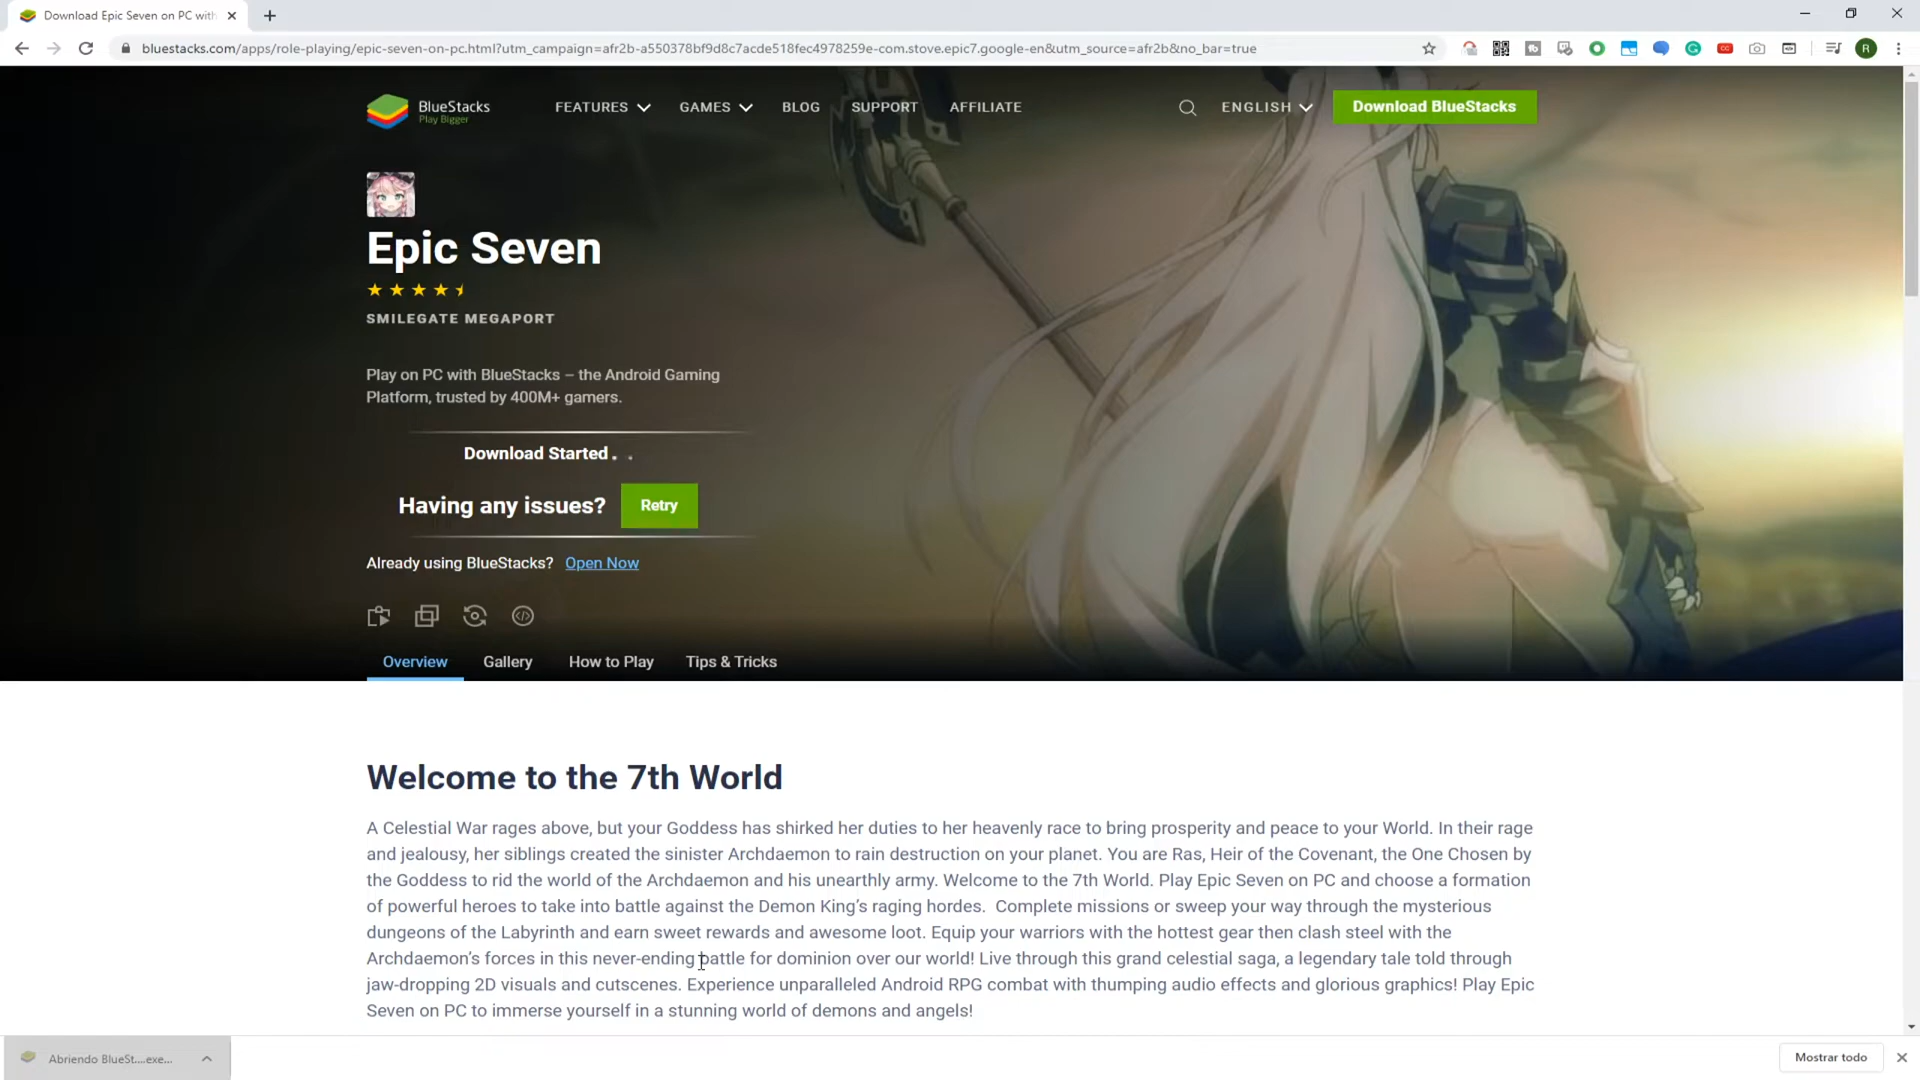 Download Epic Seven on PC with
bluestacks.com/apps/role-playing/epic-seven-on-pc.html?utm_campaign=afr2b-a550378bf9d8c7acde518fec4978259e-com.stove.epic7.google-en&utm_source=afr2b&no_bar=true
R
BlueStacks
Play Bigger
FEATURES
GAMES
BLOG
SUPPORT
AFFILIATE
ENGLISH
Download BlueStacks
Epic Seven
SMILEGATE MEGAPORT
Play on PC with BlueStacks – the Android Gaming
Platform, trusted by 400M+ gamers.
Download Started . .
Having any issues?
Retry
Already using BlueStacks? Open Now
Overview
Gallery
How to Play
Tips & Tricks
Welcome to the 7th World
A Celestial War rages above, but your Goddess has shirked her duties to her heavenly race to bring prosperity and peace to your World. In their rage
and jealousy, her siblings created the sinister Archdaemon to rain destruction on your planet. You are Ras, Heir of the Covenant, the One Chosen by
the Goddess to rid the world of the Archdaemon and his unearthly army. Welcome to the 7th World. Play Epic Seven on PC and choose a formation
of powerful heroes to take into battle against the Demon King’s raging hordes.  Complete missions or sweep your way through the mysterious
dungeons of the Labyrinth and earn sweet rewards and awesome loot. Equip your warriors with the hottest gear then clash steel with the
Archdaemon’s forces in this never-ending battle for dominion over our world! Live through this grand celestial saga, a legendary tale told through
jaw-dropping 2D visuals and cutscenes. Experience unparalleled Android RPG combat with thumping audio effects and glorious graphics! Play Epic
Seven on PC to immerse yourself in a stunning world of demons and angels!
Abriendo BlueSt....exe...
Mostrar todo